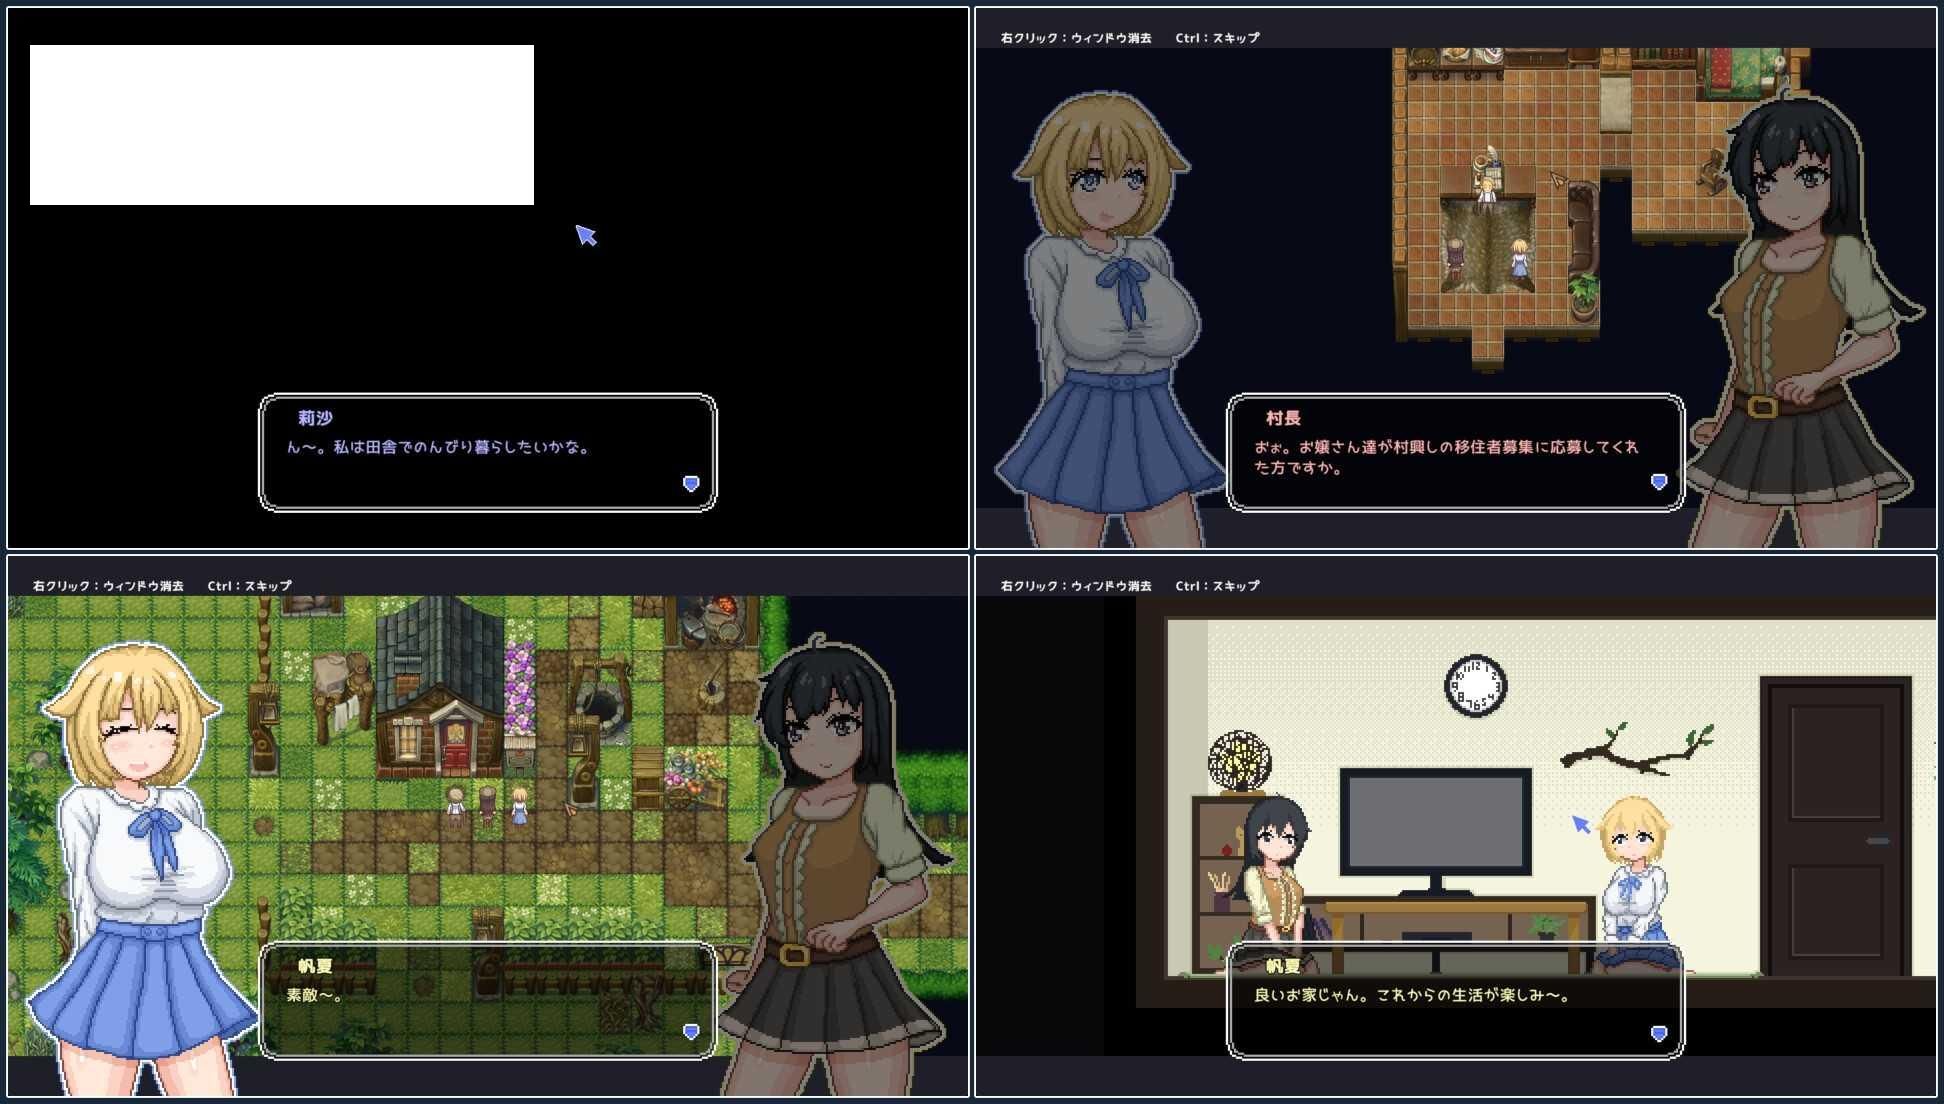 莉沙
ん～。私は田舎でのんびり暮らしたいかな。
右クリック：ウィンドウ消去　　Ctrl：スキップ
村長
おぉ。お嬢さん達が村興しの移住者募集に応募してくれ
た方ですか。
右クリック：ウィンドウ消去　　Ctrl：スキップ
帆夏
素敵～。
右クリック：ウィンドウ消去　　Ctrl：スキップ
帆夏
良いお家じゃん。これからの生活が楽しみ～。